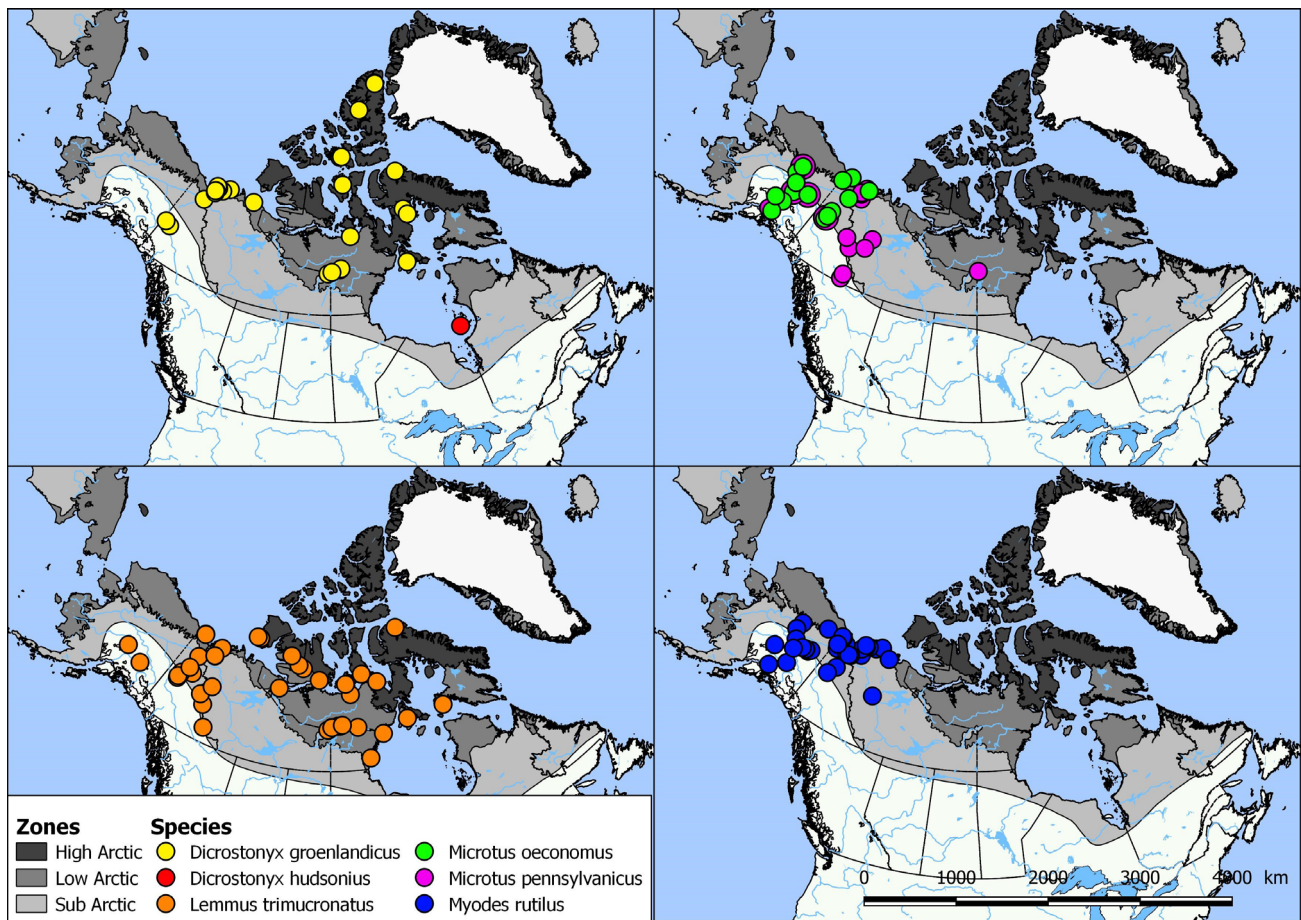 Zones
High Arctic
Low Arctic
Sub Arctic
Species
Dicrostonyx groenlandicus
Dicrostonyx hudsonius
Lemmus trimucronatus
Microtus oeconomus
Microtus pennsylvanicus
Myodes rutilus
0 1000 2000 3000 4000 km